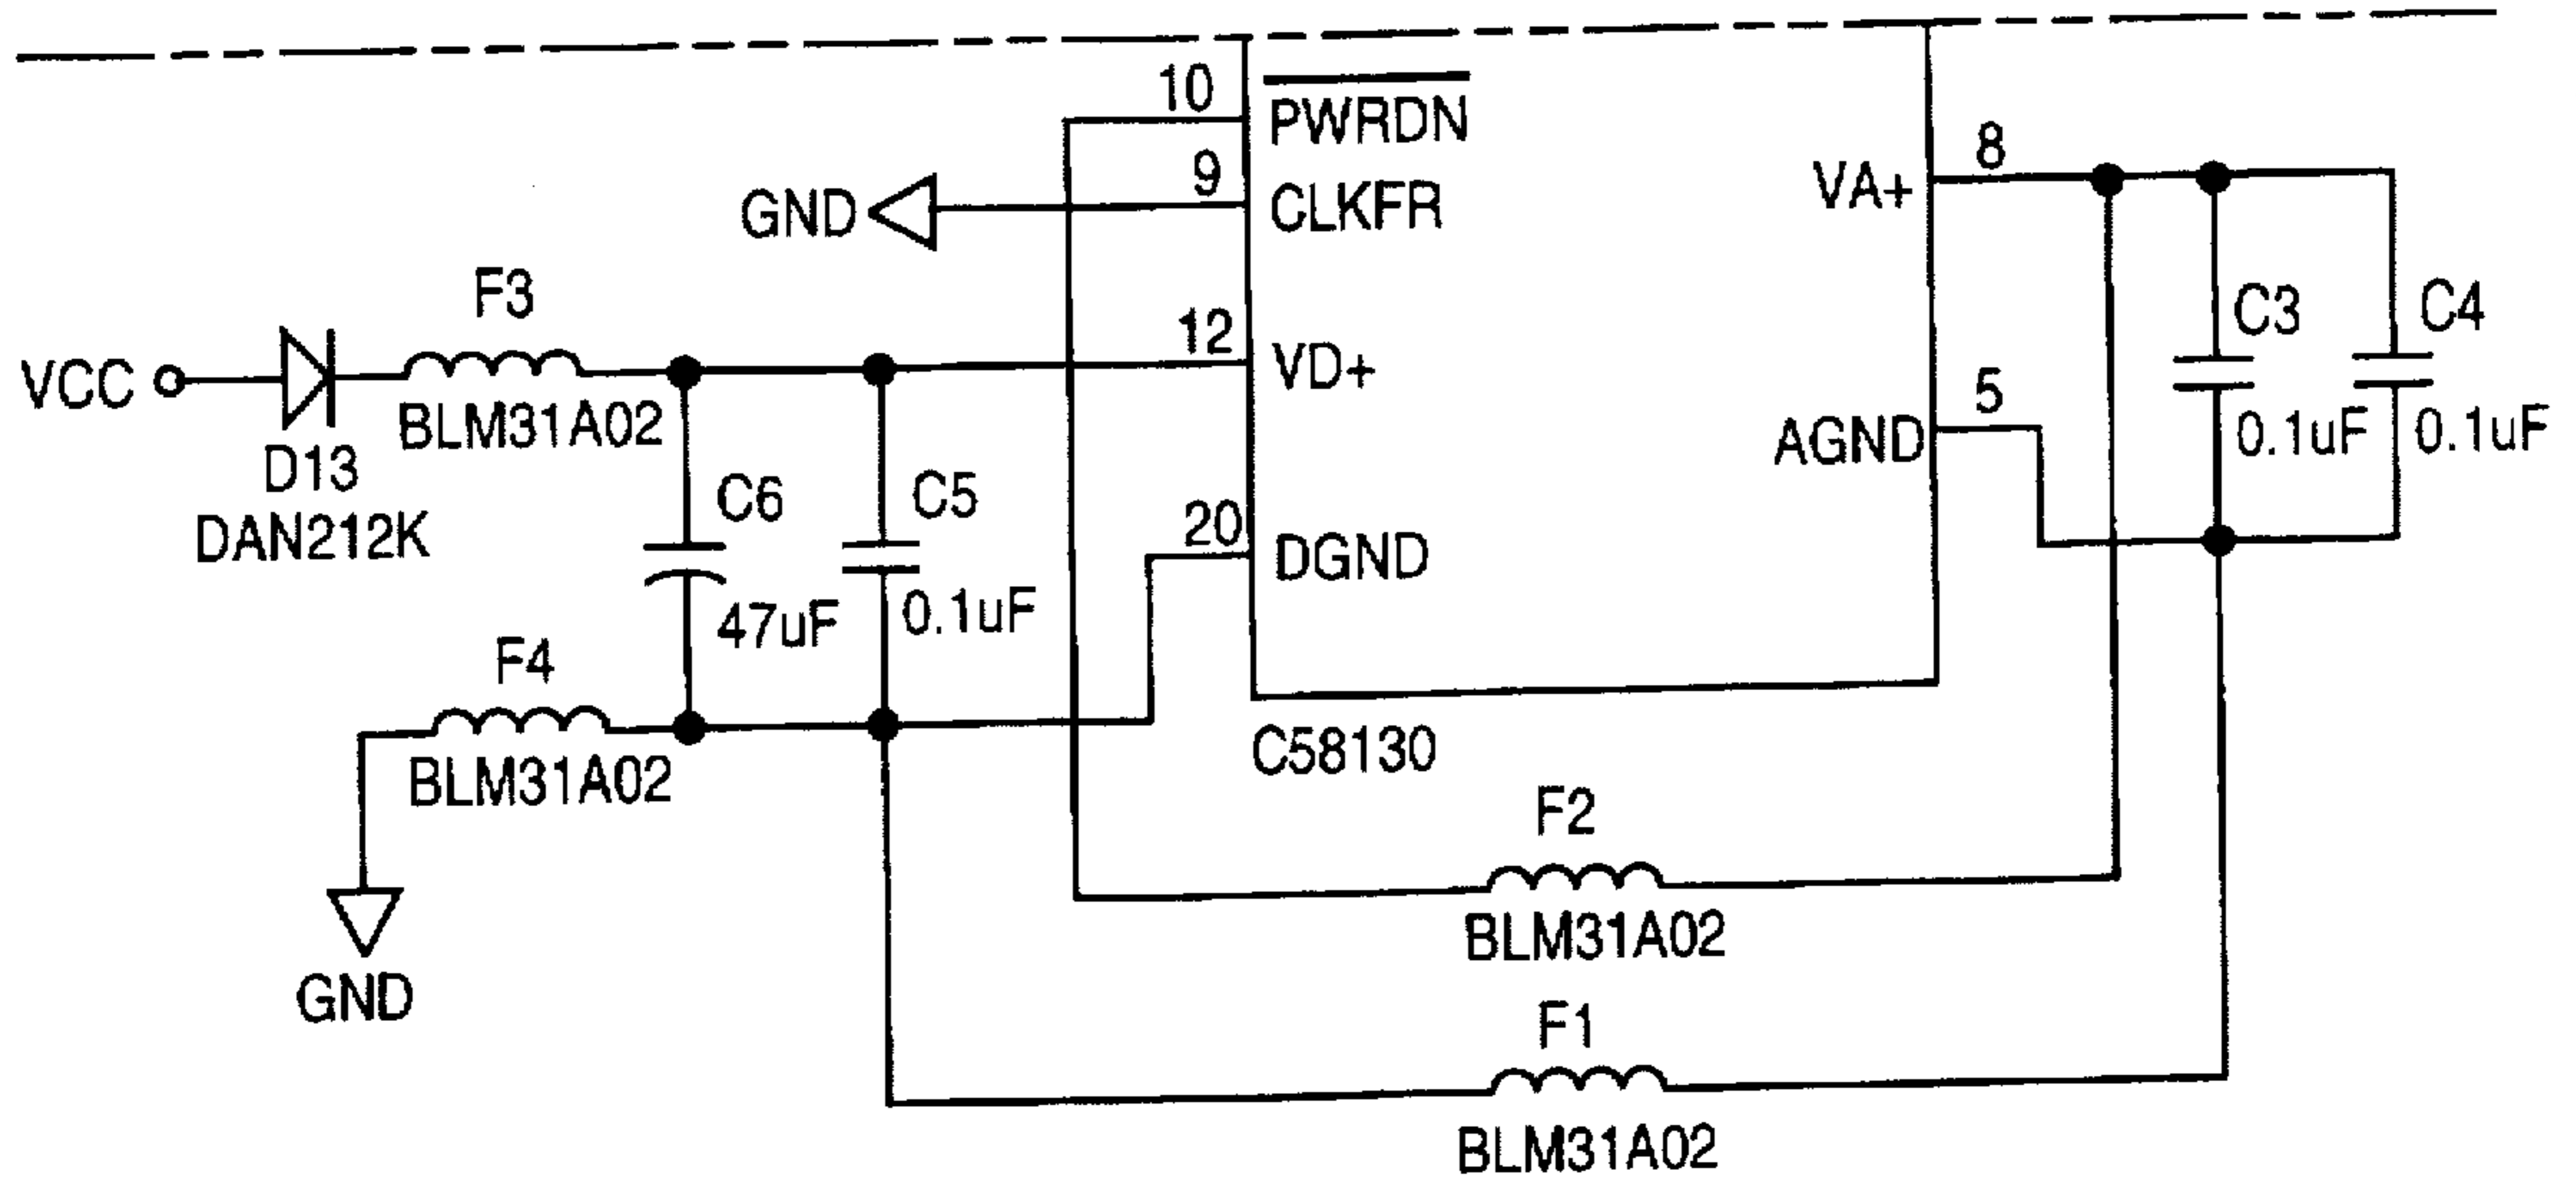 10
PWRDN
9
GND
CLKFR
8
VA+
F3
12
VCC
VD+
BLM31A02
D13
DAN212K
C3
0.1uF
C4
0.1uF
5
AGND
C6
47uF
C5
0.1uF
20
DGND
F4
BLM31A02
C58130
GND
F2
BLM31A02
F1
BLM31A02